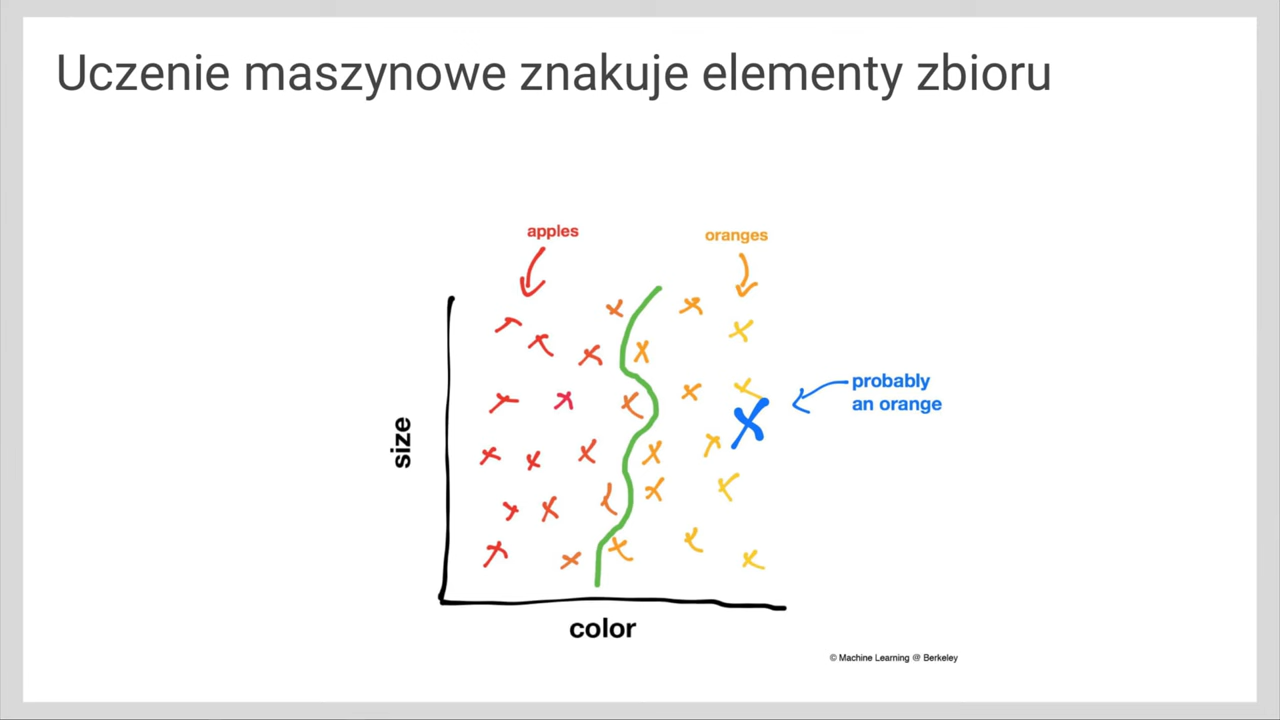 Uczenie maszynowe znakuje elementy zbioru
apples
oranges
probably
an orange
size
color
© Machine Learning @ Berkeley